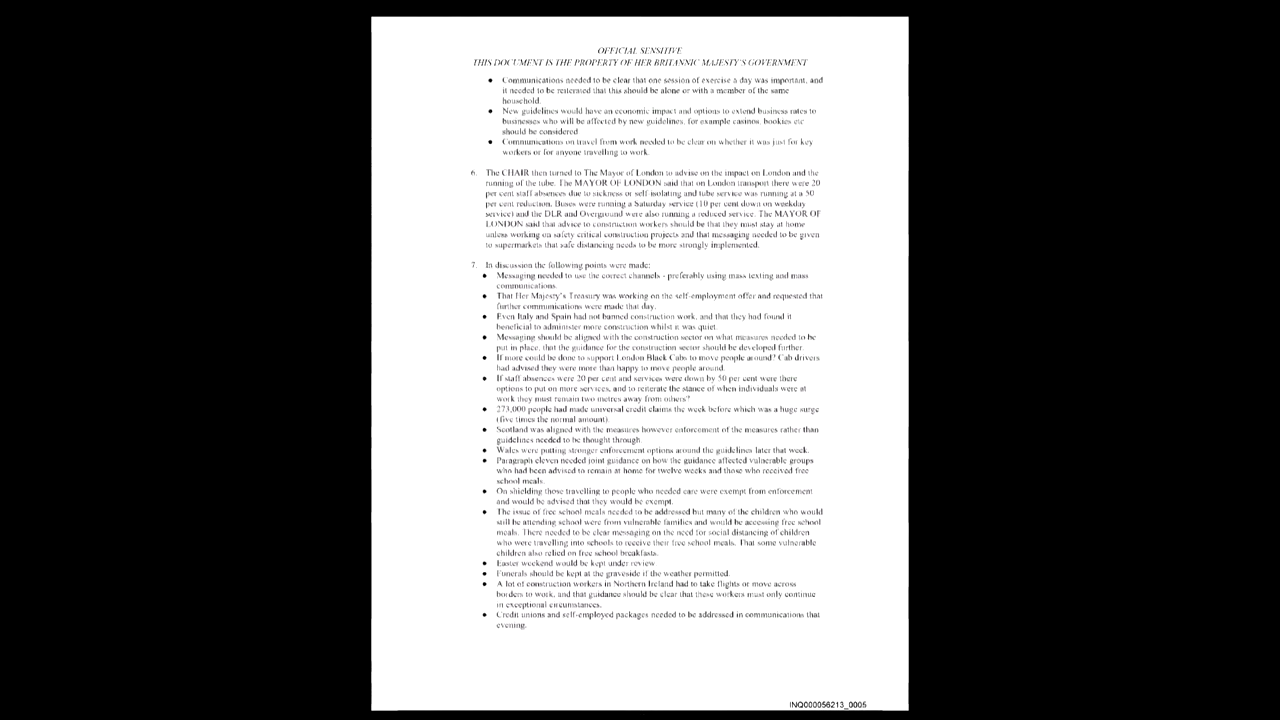 OFFICIAL SENSITIVE
THIS DOCUMENT IS THE PROPERTY OF HER BRITANNIC MAJESTY'S GOVERNMENT
● Communications needed to be clear that one session of exercise a day was important, and
it needed to be reiterated that this should be alone or with a member of the same
household.
● New guidelines would have an economic impact and options to extend business rates to
businesses who will be affected by new guidelines, for example casinos, bookies etc
should be considered
● Communications on travel from work needed to be clear on whether it was just for key
workers or for anyone travelling to work.
6. The CHAIR then turned to The Mayor of London to advise on the impact on London and the
running of the tube. The MAYOR OF LONDON said that on London transport there were 20
per cent staff absences due to sickness or self-isolating and tube service was running at a 50
per cent reduction. Buses were running a Saturday service (10 per cent down on weekday
service) and the DLR and Overground were also running a reduced service. The MAYOR OF
LONDON said that advice to construction workers should be that they must stay at home
unless working on safety critical construction projects and that messaging needed to be given
to supermarkets that safe distancing needs to be more strongly implemented.
7. In discussion the following points were made:
● Messaging needed to use the correct channels - preferably using mass texting and mass
communications.
● That Her Majesty's Treasury was working on the self-employment offer and requested that
further communications were made that day.
● Even Italy and Spain had not banned construction work, and that they had found it
beneficial to administer more construction whilst it was quiet.
● Messaging should be aligned with the construction sector on what measures needed to be
put in place, that the guidance for the construction sector should be developed further.
● If more could be done to support London Black Cabs to move people around? Cab drivers
had advised they were more than happy to move people around.
● If staff absences were 20 per cent and services were down by 50 per cent were there
options to put on more services, and to reiterate the stance of when individuals were at
work they must remain two metres away from others?
● 273,000 people had made universal credit claims the week before which was a huge surge
(five times the normal amount).
● Scotland was aligned with the measures however enforcement of the measures rather than
guidelines needed to be thought through.
● Wales were putting stronger enforcement options around the guidelines later that week.
● Paragraph eleven needed joint guidance on how the guidance affected vulnerable groups
who had been advised to remain at home for twelve weeks and those who received free
school meals.
● On shielding those travelling to people who needed care were exempt from enforcement
and would be advised that they would be exempt.
● The issue of free school meals needed to be addressed but many of the children who would
still be attending school were from vulnerable families and would be accessing free school
meals. There needed to be clear messaging on the need for social distancing of children
who were travelling into schools to receive their free school meals. That some vulnerable
children also relied on free school breakfasts.
● Easter weekend would be kept under review
● Funerals should be kept at the graveside if the weather permitted.
● A lot of construction workers in Northern Ireland had to take flights or move across
borders to work, and that guidance should be clear that these workers must only continue
in exceptional circumstances.
● Credit unions and self-employed packages needed to be addressed in communications that
evening.
INQ000056213_0005